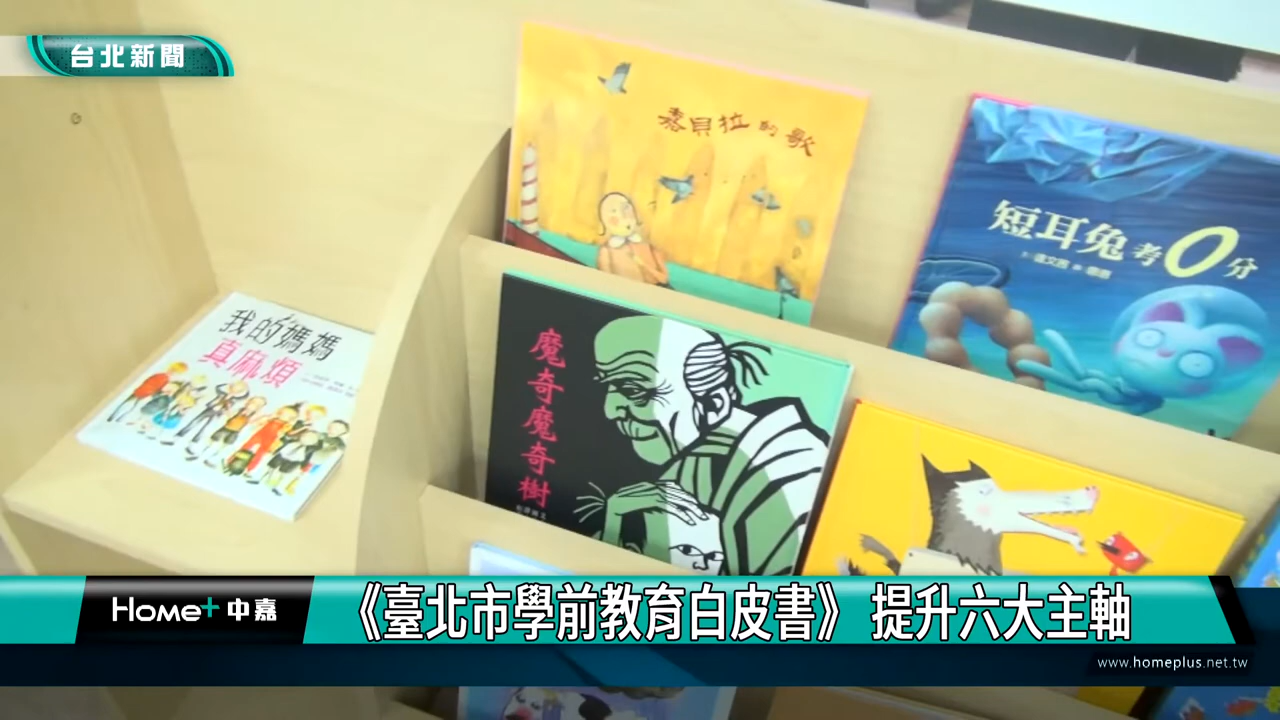 台北新聞
嘉貝拉的歌
短耳兔考0分
我的媽媽
真麻煩
魔奇魔奇樹
Home+ 中嘉
《臺北市學前教育白皮書》 提升六大主軸
www.homeplus.net.tw